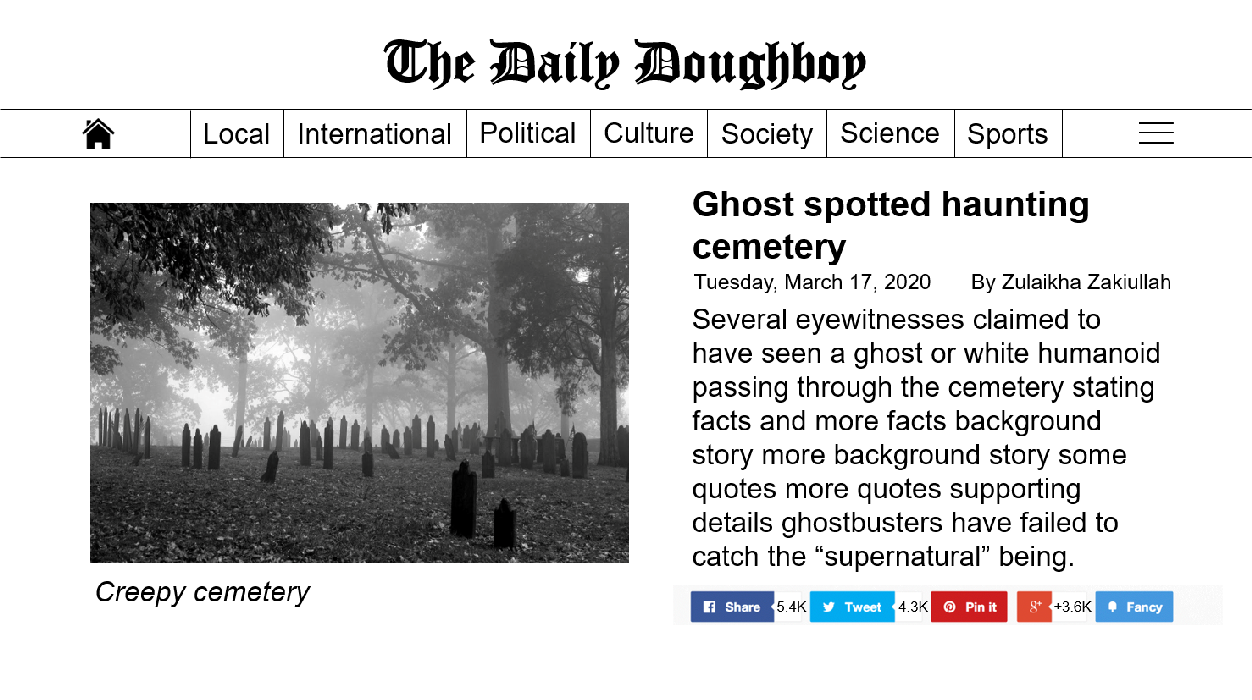 The Daily Doughboy
Local International Political Culture Society Science Sports
Ghost spotted haunting
cemetery
Tuesday, March 17, 2020 By Zulaikha Zakiullah
Several eyewitnesses claimed to
have seen a ghost or white humanoid
passing through the cemetery stating
facts and more facts background
story more background story some
quotes more quotes supporting
details ghostbusters have failed to
catch the “supernatural” being.
Creepy cemetery
Share 5.4K Tweet 4.3K Pin it g+ +3.6K Fancy